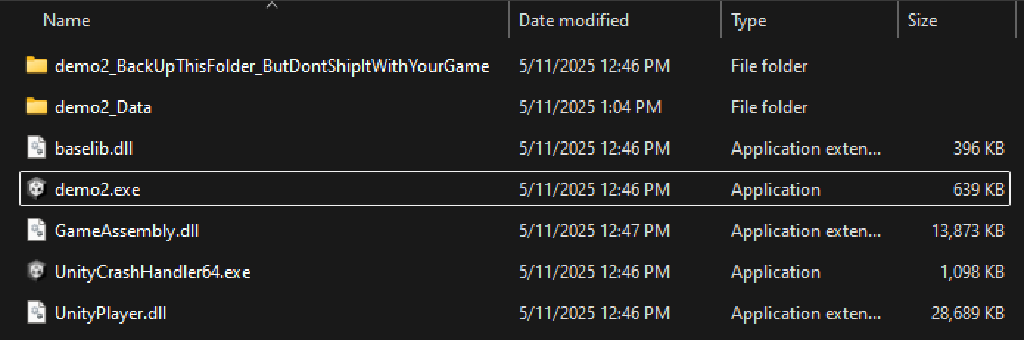 Name Date modified Type Size
demo2_BackUpThisFolder_ButDontShipItWithYourGame 5/11/2025 12:46 PM File folder
demo2_Data 5/11/2025 1:04 PM File folder
baselib.dll 5/11/2025 12:46 PM Application exten... 396 KB
demo2.exe 5/11/2025 12:46 PM Application 639 KB
GameAssembly.dll 5/11/2025 12:47 PM Application exten... 13,873 KB
UnityCrashHandler64.exe 5/11/2025 12:46 PM Application 1,098 KB
UnityPlayer.dll 5/11/2025 12:46 PM Application exten... 28,689 KB